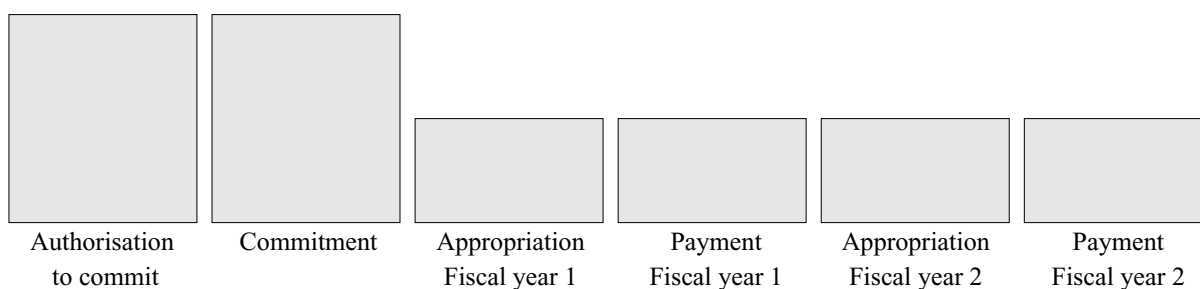 Authorisation
to commit
Commitment
Appropriation
Fiscal year 1
Payment
Fiscal year 1
Appropriation
Fiscal year 2
Payment
Fiscal year 2